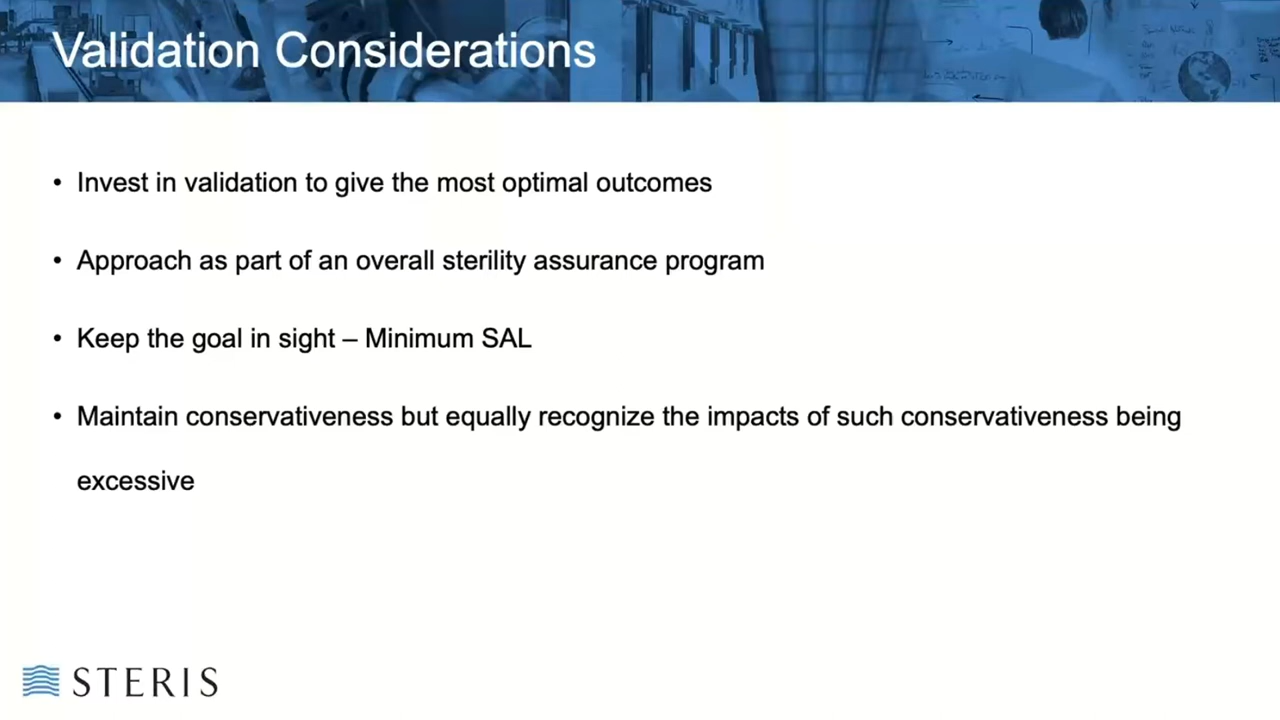 Validation Considerations
• Invest in validation to give the most optimal outcomes
• Approach as part of an overall sterility assurance program
• Keep the goal in sight – Minimum SAL
• Maintain conservativeness but equally recognize the impacts of such conservativeness being
excessive
STERIS